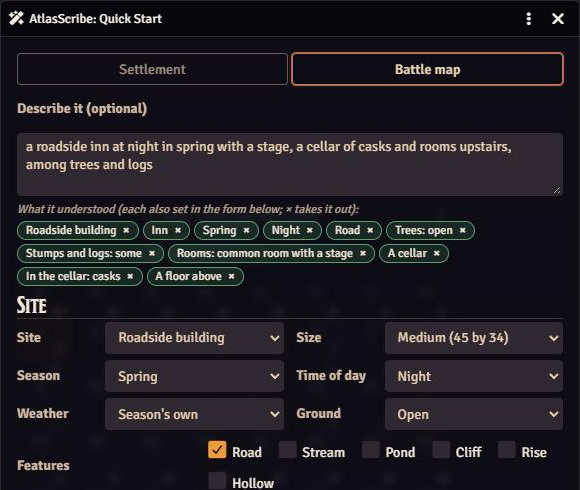 AtlasScribe: Quick Start
Settlement
Battle map
Describe it (optional)
a roadside inn at night in spring with a stage, a cellar of casks and rooms upstairs,
among trees and logs
What it understood (each also set in the form below; × takes it out):
Roadside building × Inn × Spring × Night × Road × Trees: open ×
Stumps and logs: some × Rooms: common room with a stage × A cellar ×
In the cellar: casks × A floor above ×
SITE
Site Roadside building Size Medium (45 by 34)
Season Spring Time of day Night
Weather Season's own Ground Open
Features Road Stream Pond Cliff Rise
Hollow